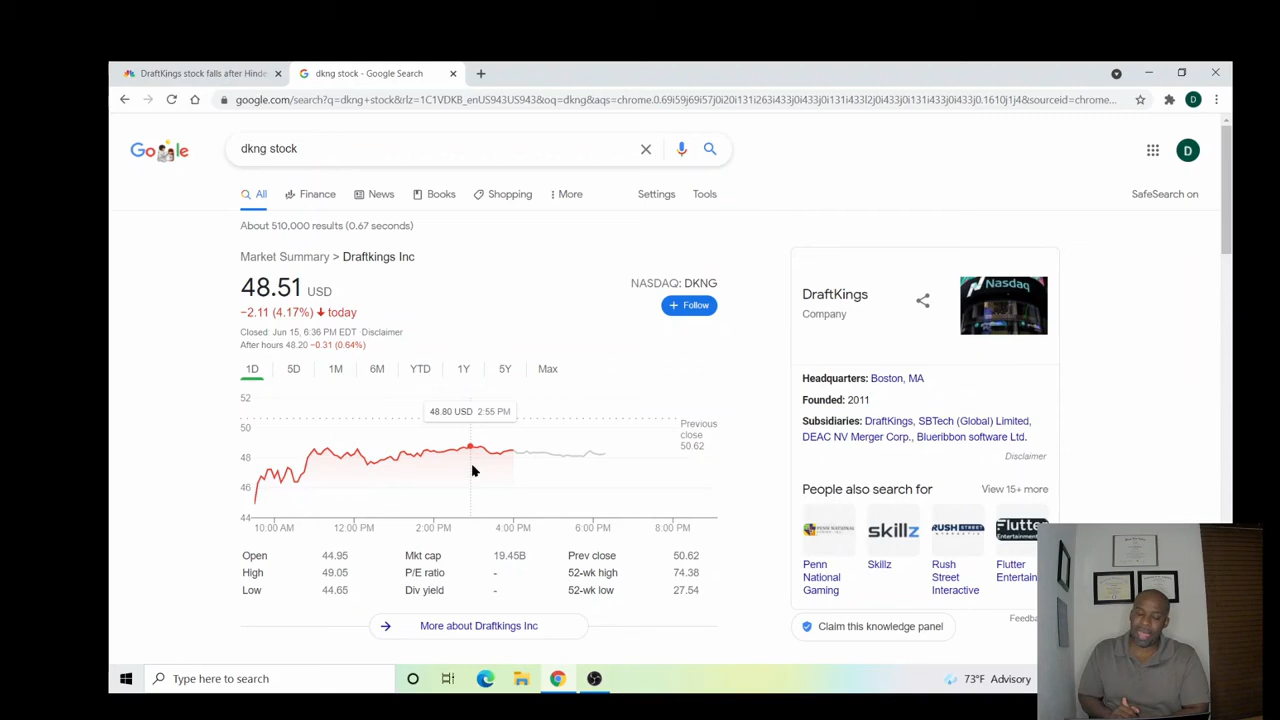 DraftKings stock falls after Hinde
dkng stock - Google Search
google.com/search?q=dkng+stock&rlz=1C1VDKB_enUS943US943&oq=dkng&aqs=chrome.0.69i59j69i57j0i20i131i263i433j0i433j0i131i433l2j0i433j0i131i433j0i433j0.1610j1j4&sourceid=chrome...
D
Google
dkng stock
D
All
Finance
News
Books
Shopping
More
Settings
Tools
SafeSearch on
About 510,000 results (0.67 seconds)
Market Summary > Draftkings Inc
48.51 USD
NASDAQ: DKNG
−2.11 (4.17%) today
+ Follow
Closed: Jun 15, 6:36 PM EDT · Disclaimer
After hours 48.20 −0.31 (0.64%)
1D
5D
1M
6M
YTD
1Y
5Y
Max
52
50
48
46
44
48.80 USD 2:55 PM
Previous
close
50.62
10:00 AM
12:00 PM
2:00 PM
4:00 PM
6:00 PM
8:00 PM
Open 44.95
Mkt cap 19.45B
Prev close 50.62
High 49.05
P/E ratio -
52-wk high 74.38
Low 44.65
Div yield -
52-wk low 27.54
More about Draftkings Inc
DraftKings
Company
Nasdaq
Headquarters: Boston, MA
Founded: 2011
Subsidiaries: DraftKings, SBTech (Global) Limited,
DEAC NV Merger Corp., Blueribbon software Ltd.
Disclaimer
People also search for
View 15+ more
PENN NATIONAL
skillz
RUSH STREET
Flutter
Penn
National
Gaming
Skillz
Rush
Street
Interactive
Flutter
Entertain
Feedba
Claim this knowledge panel
Type here to search
73°F Advisory